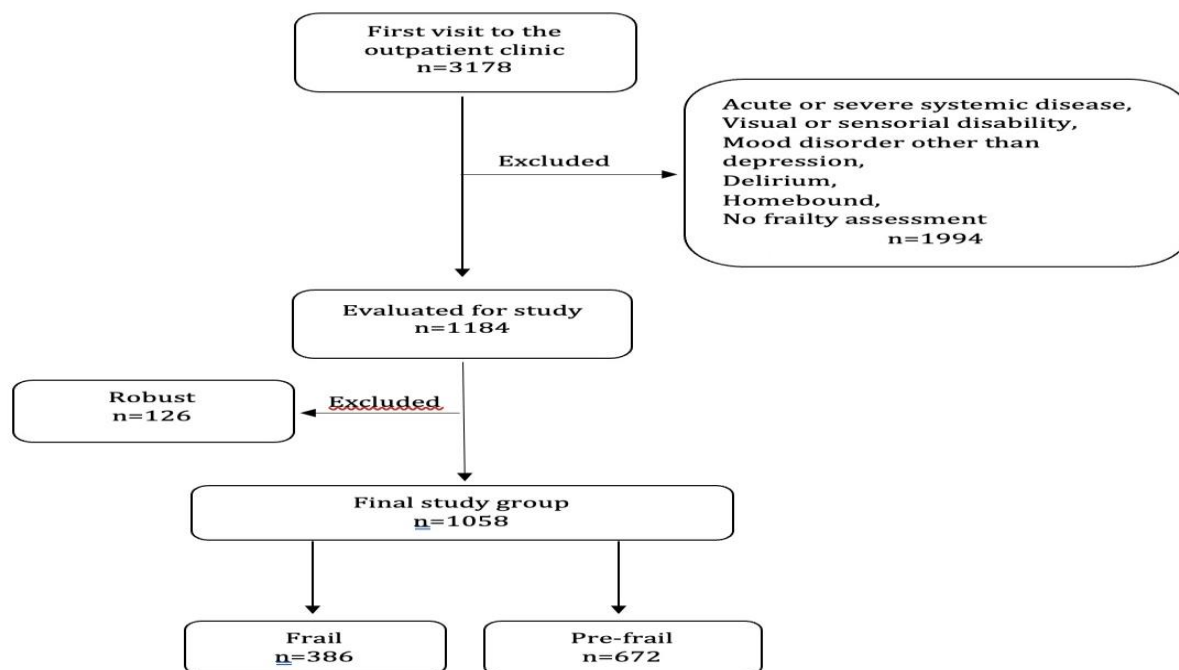 First visit to the
outpatient clinic
n=3178
Acute or severe systemic disease,
Visual or sensorial disability,
Mood disorder other than
depression,
Delirium,
Homebound,
No frailty assessment
n=1994
Excluded
Evaluated for study
n=1184
Robust
n=126
Excluded
Final study group
n=1058
Frail
n=386
Pre-frail
n=672